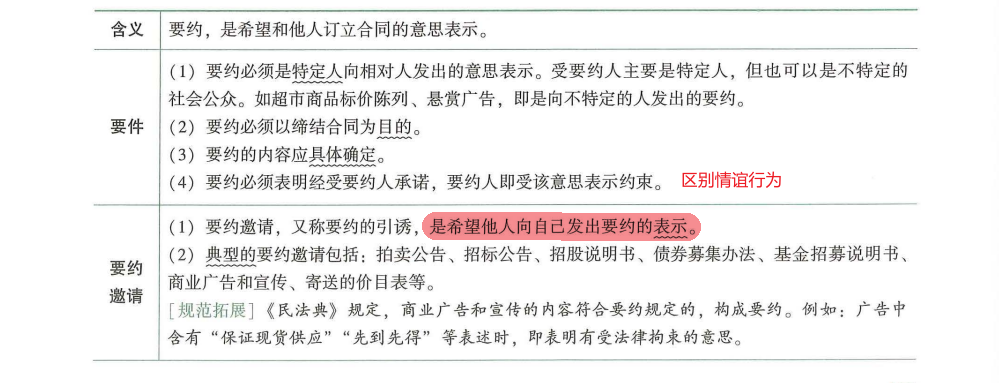 含义
要约，是希望和他人订立合同的意思表示。
要件
（1）要约必须是特定人向相对人发出的意思表示。受要约人主要是特定人，但也可以是不特定的
社会公众。如超市商品标价陈列、悬赏广告，即是向不特定的人发出的要约。
（2）要约必须以缔结合同为目的。
（3）要约的内容应具体确定。
（4）要约必须表明经受要约人承诺，要约人即受该意思表示约束。 区别情谊行为
要约
邀请
（1）要约邀请，又称要约的引诱，是希望他人向自己发出要约的表示。
（2）典型的要约邀请包括：拍卖公告、招标公告、招股说明书、债券募集办法、基金招募说明书、
商业广告和宣传、寄送的价目表等。
［规范拓展］《民法典》规定，商业广告和宣传的内容符合要约规定的，构成要约。例如：广告中
含有“保证现货供应”“先到先得”等表述时，即表明有受法律拘束的意思。